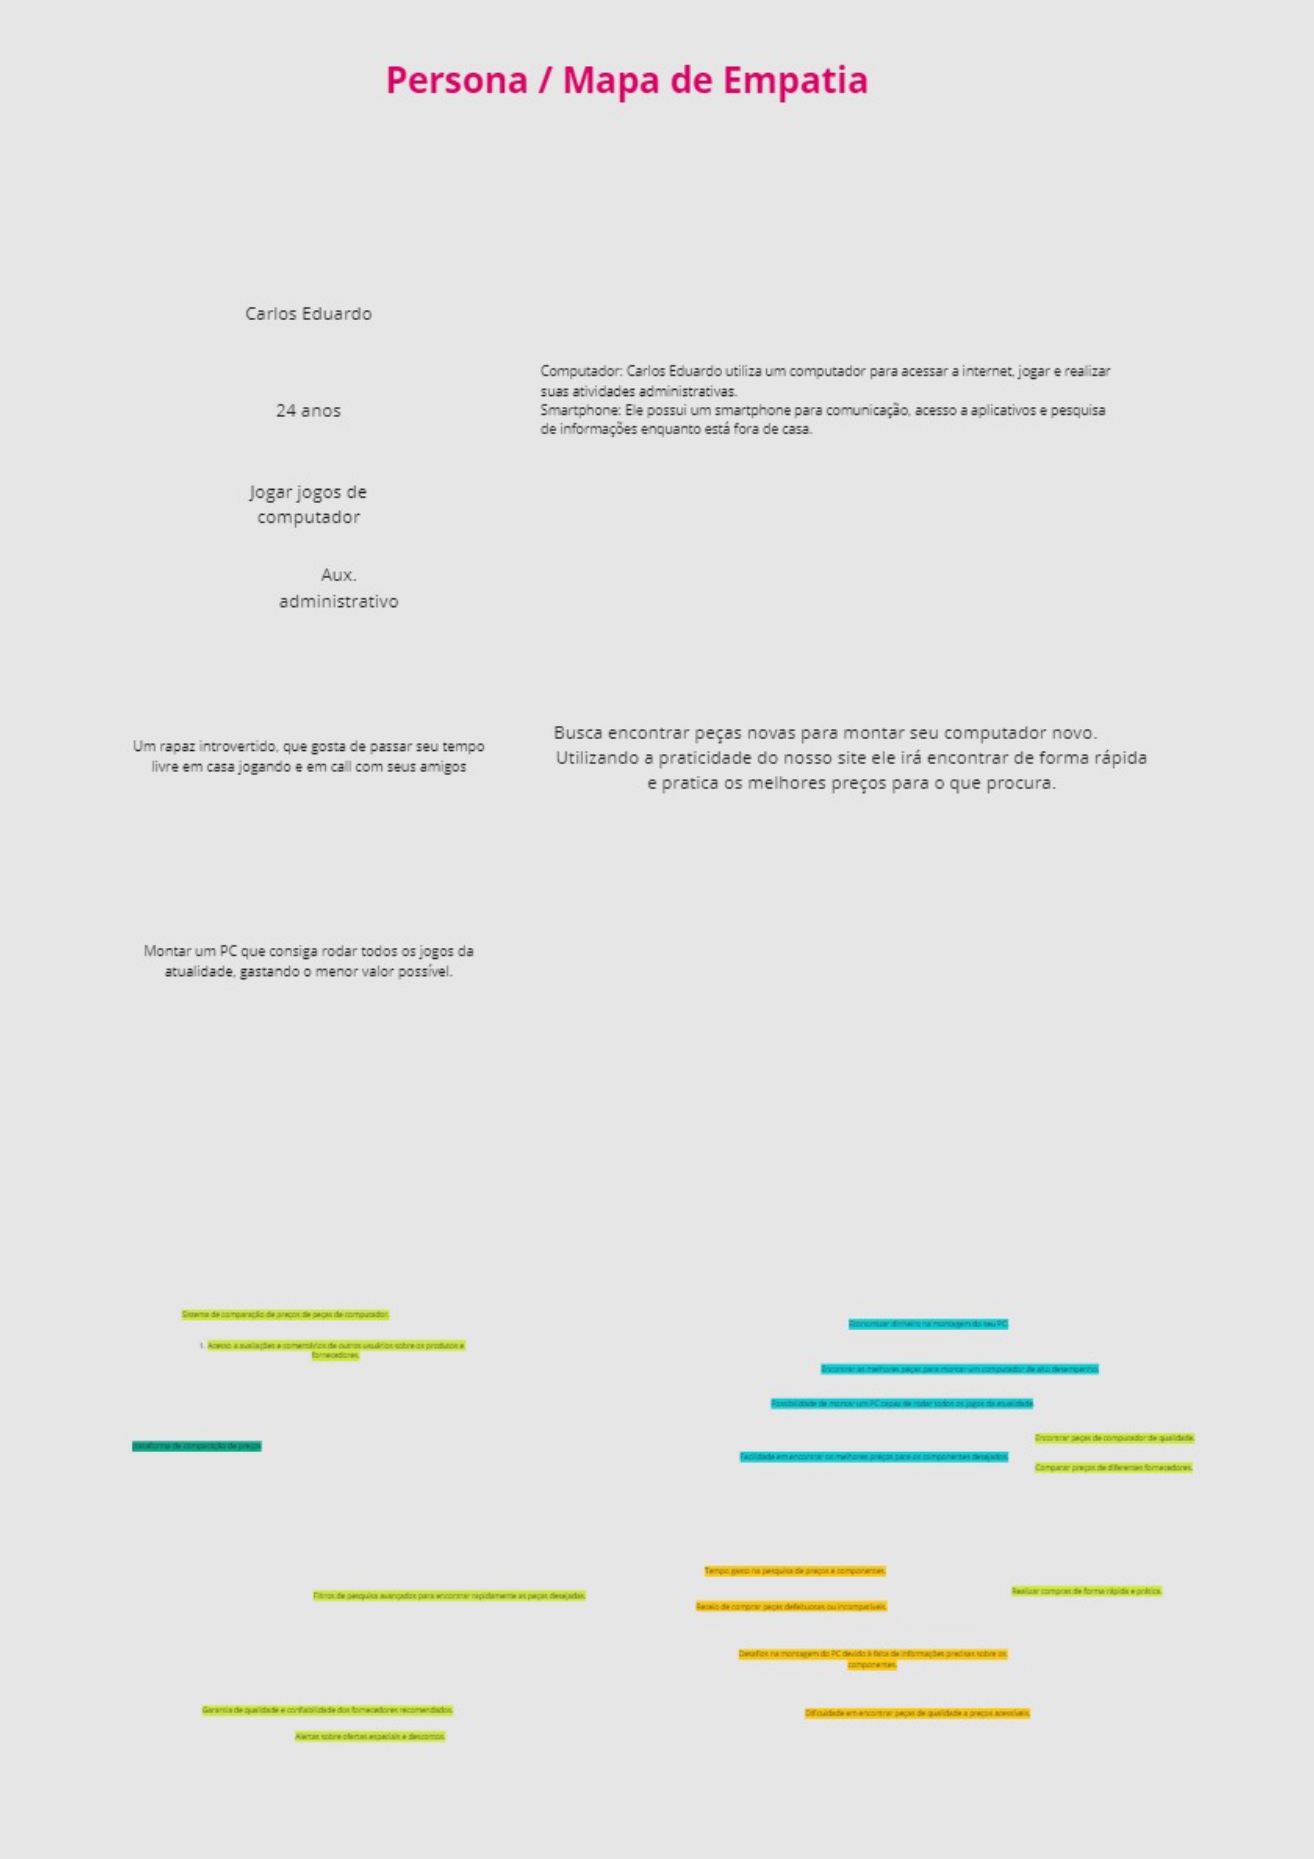 Persona / Mapa de Empatia
Carlos Eduardo
24 anos
Jogar jogos de
computador
Aux.
administrativo
Computador: Carlos Eduardo utiliza um computador para acessar a internet, jogar e realizar
suas atividades administrativas.
Smartphone: Ele possui um smartphone para comunicação, acesso a aplicativos e pesquisa
de informações enquanto está fora de casa.
Um rapaz introvertido, que gosta de passar seu tempo
livre em casa jogando e em call com seus amigos
Busca encontrar peças novas para montar seu computador novo.
Utilizando a praticidade do nosso site ele irá encontrar de forma rápida
e pratica os melhores preços para o que procura.
Montar um PC que consiga rodar todos os jogos da
atualidade, gastando o menor valor possível.
Sistema de comparação de preços de peças de computador.
1. Acesso a avaliações e comentários de outros usuários sobre os produtos e
fornecedores.
plataforma de comparação de preços
Filtros de pesquisa avançados para encontrar rapidamente as peças desejadas.
Garantia de qualidade e confiabilidade dos fornecedores recomendados.
Alertas sobre ofertas especiais e descontos.
Economizar dinheiro na montagem do seu PC.
Encontrar as melhores peças para montar um computador de alto desempenho.
Possibilidade de montar um PC capaz de rodar todos os jogos da atualidade.
Facilidade em encontrar os melhores preços para os componentes desejados.
Encontrar peças de computador de qualidade.
Comparar preços de diferentes fornecedores.
Tempo gasto na pesquisa de preços e componentes.
Receio de comprar peças defeituosas ou incompatíveis.
Desafios na montagem do PC devido à falta de informações precisas sobre os
componentes.
Dificuldade em encontrar peças de qualidade a preços acessíveis.
Realizar compras de forma rápida e prática.